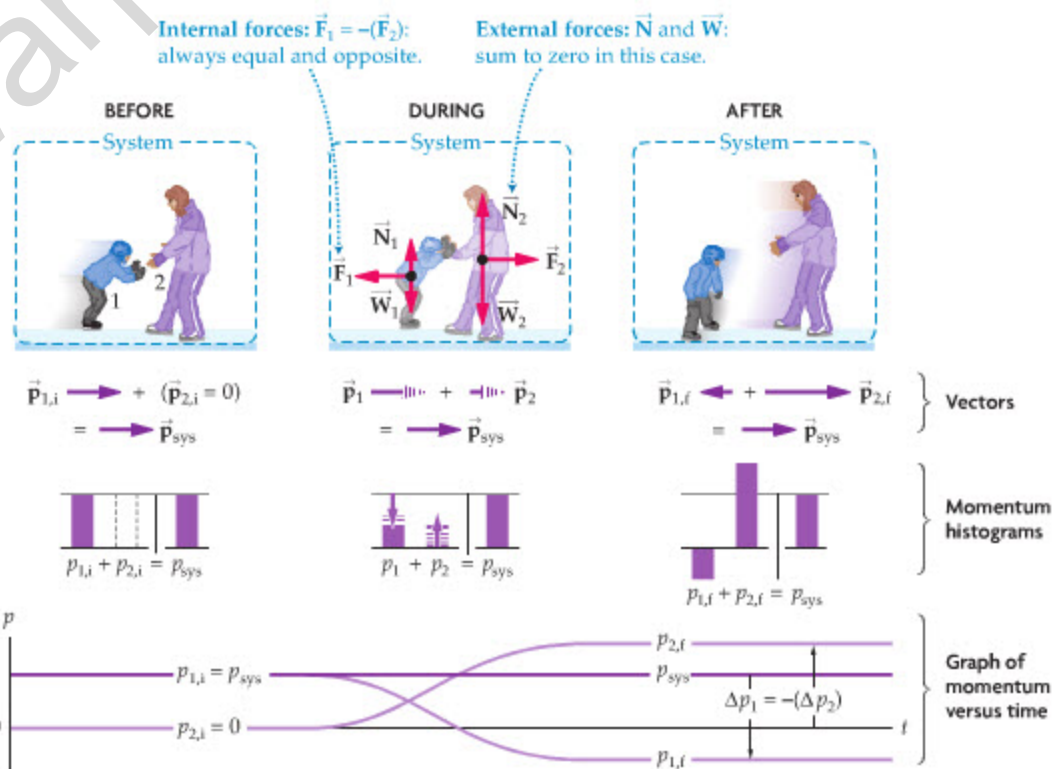 Internal forces: F⃗₁ = –(F⃗₂):
always equal and opposite.
External forces: N⃗ and W⃗:
sum to zero in this case.
BEFORE
DURING
AFTER
System
System
System
1
2
N⃗₁
F⃗₁
W⃗₁
N⃗₂
F⃗₂
W⃗₂
p⃗₁,ᵢ + (p⃗₂,ᵢ = 0)
= p⃗sys
p⃗₁ + p⃗₂
= p⃗sys
p⃗₁,f + p⃗₂,f
= p⃗sys
Vectors
p₁,ᵢ + p₂,ᵢ = psys
p₁ + p₂ = psys
p₁,f + p₂,f = psys
Momentum
histograms
p
p₁,ᵢ = psys
p₂,ᵢ = 0
p₂,f
psys
Δp₁ = –(Δp₂)
t
p₁,f
Graph of
momentum
versus time